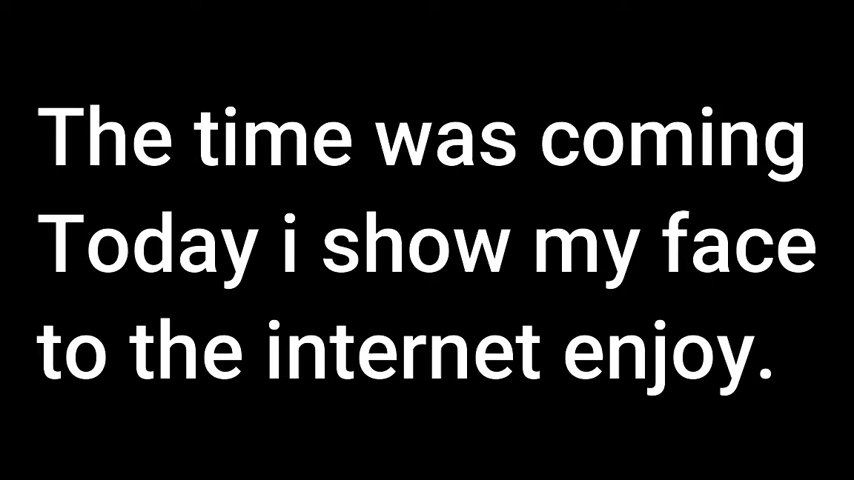 The time was coming
Today i show my face
to the internet enjoy.